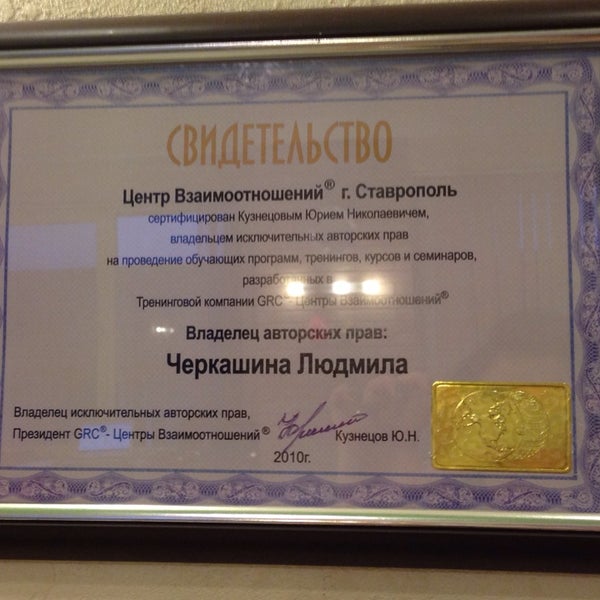 СВИДЕТЕЛЬСТВО
Центр Взаимоотношений® г. Ставрополь
сертифицирован Кузнецовым Юрием Николаевичем,
владельцем исключительных авторских прав
на проведение обучающих программ, тренингов, курсов и семинаров,
разработанных в
Тренинговой компании GRC®- Центры Взаимоотношений®
Владелец авторских прав:
Черкашина Людмила
Владелец исключительных авторских прав,
Президент GRC®- Центры Взаимоотношений® Кузнецов Ю.Н.
2010г.